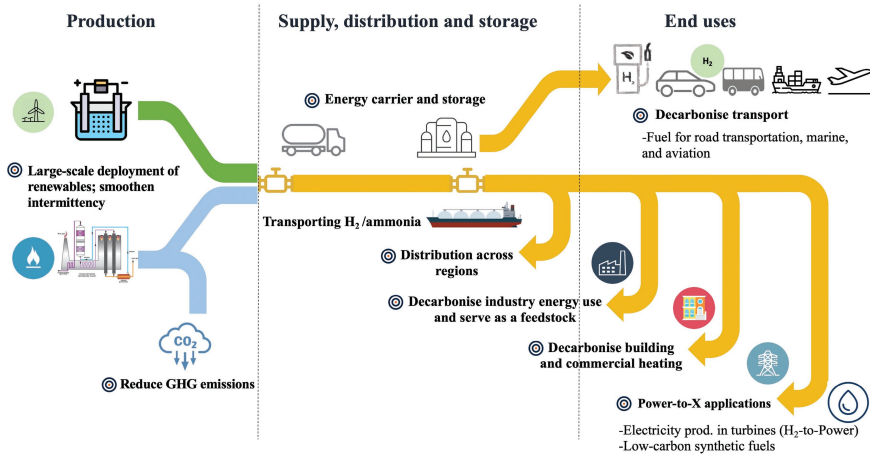 Production
Supply, distribution and storage
End uses
H₂
H₂
Energy carrier and storage
Decarbonise transport
-Fuel for road transportation, marine,
and aviation
Large-scale deployment of
renewables; smoothen
intermittency
Transporting H₂/ammonia
Distribution across
regions
Decarbonise industry energy use
and serve as a feedstock
CO₂
Decarbonise building
and commercial heating
Reduce GHG emissions
Power-to-X applications
-Electricity prod. in turbines (H₂-to-Power)
-Low-carbon synthetic fuels